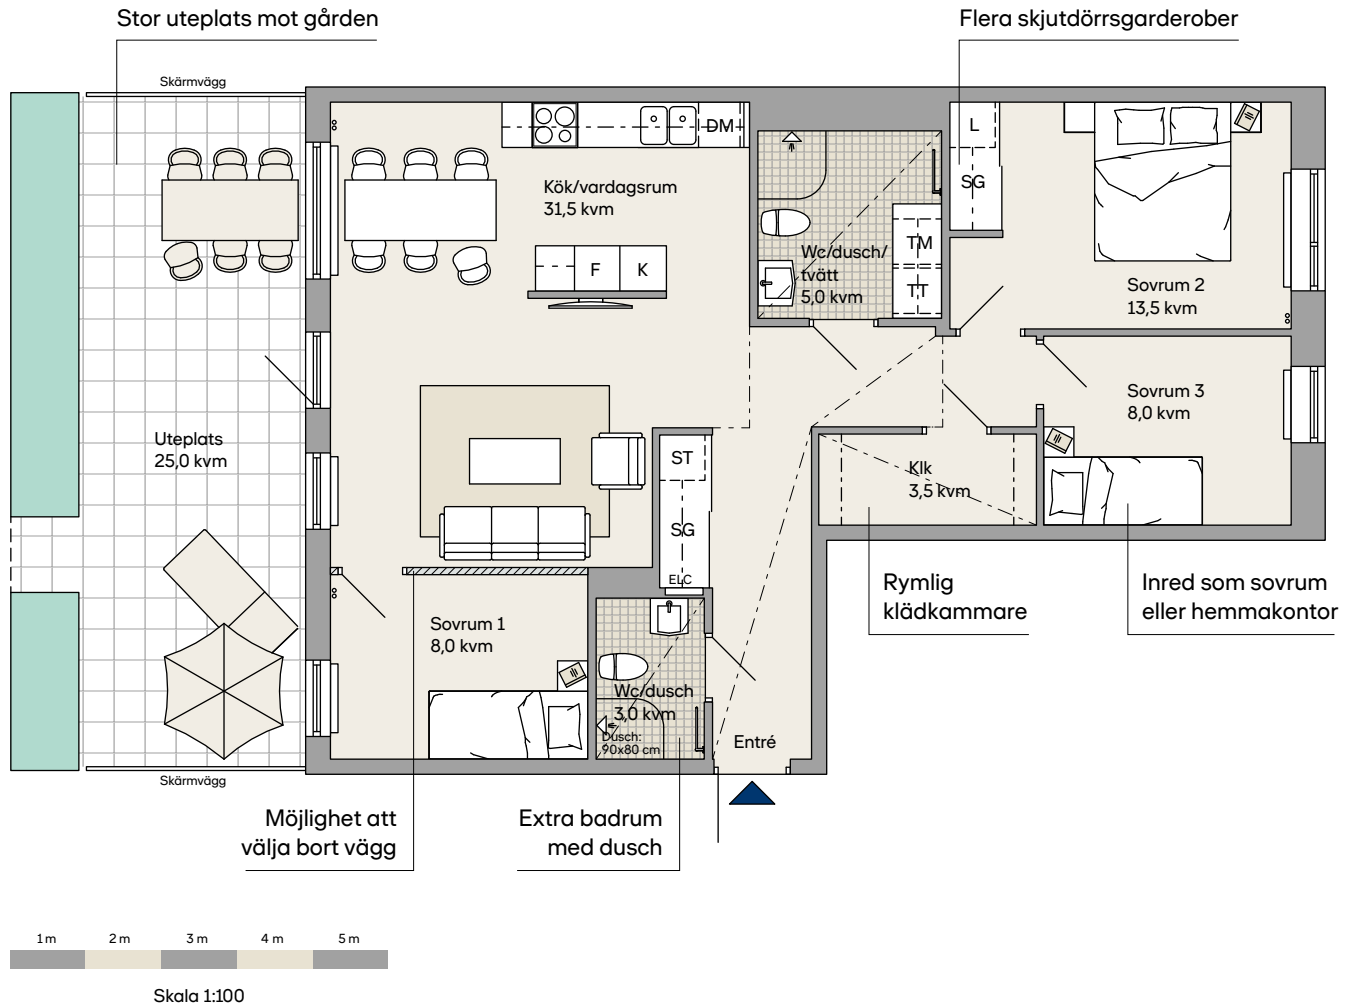 Stor uteplats mot gården
Flera skjutdörrsgarderober
Skärmvägg
DM
L
SG
Kök/vardagsrum
31,5 kvm
F
K
Wc/dusch/
tvätt
5,0 kvm
TM
TT
Sovrum 2
13,5 kvm
Sovrum 3
8,0 kvm
Uteplats
25,0 kvm
ST
SG
ELC
Klk
3,5 kvm
Rymlig
klädkammare
Inred som sovrum
eller hemmakontor
Sovrum 1
8,0 kvm
Wc/dusch
3,0 kvm
Dusch:
90x80 cm
Entré
Skärmvägg
Möjlighet att
välja bort vägg
Extra badrum
med dusch
1 m 2 m 3 m 4 m 5 m
Skala 1:100